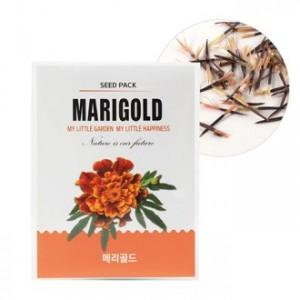 SEED PACK
MARIGOLD
MY LITTLE GARDEN MY LITTLE HAPPINESS
Nature is our future
메리골드